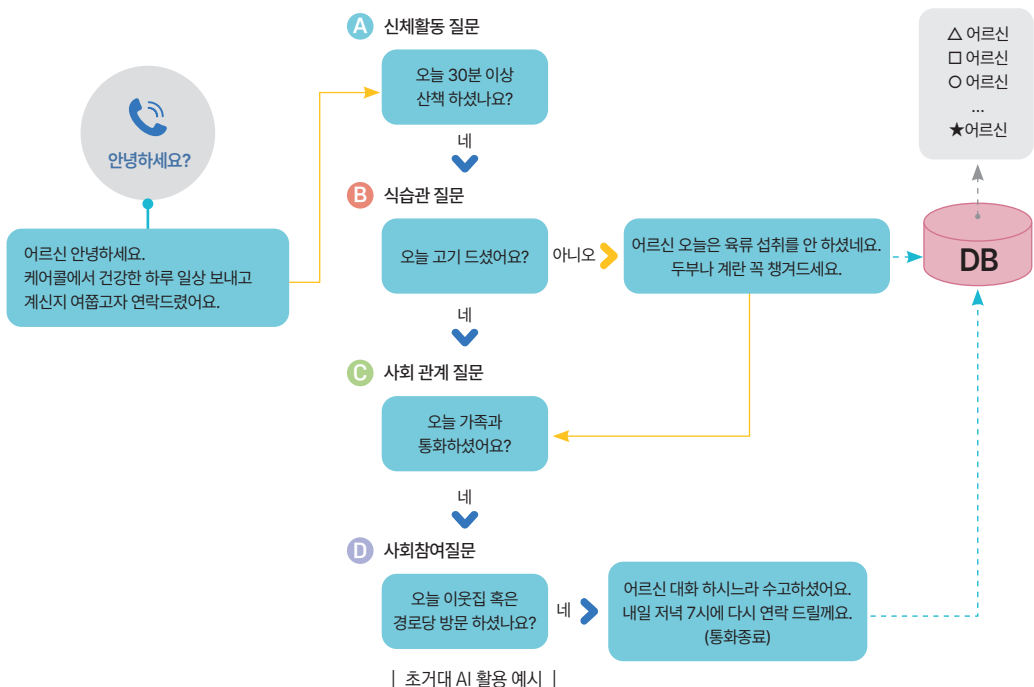 안녕하세요?
어르신 안녕하세요.
케어콜에서 건강한 하루 일상 보내고
계신지 여쭙고자 연락드렸어요.
A 신체활동 질문
오늘 30분 이상
산책 하셨나요?
네
B 식습관 질문
오늘 고기 드셨어요?
아니오
어르신 오늘은 육류 섭취를 안 하셨네요.
두부나 계란 꼭 챙겨드세요.
네
C 사회 관계 질문
오늘 가족과
통화하셨어요?
네
D 사회참여질문
오늘 이웃집 혹은
경로당 방문 하셨나요?
네
어르신 대화 하시느라 수고하셨어요.
내일 저녁 7시에 다시 연락 드릴께요.
(통화종료)
DB
△ 어르신
□ 어르신
○ 어르신
...
★어르신
| 초거대 AI 활용 예시 |